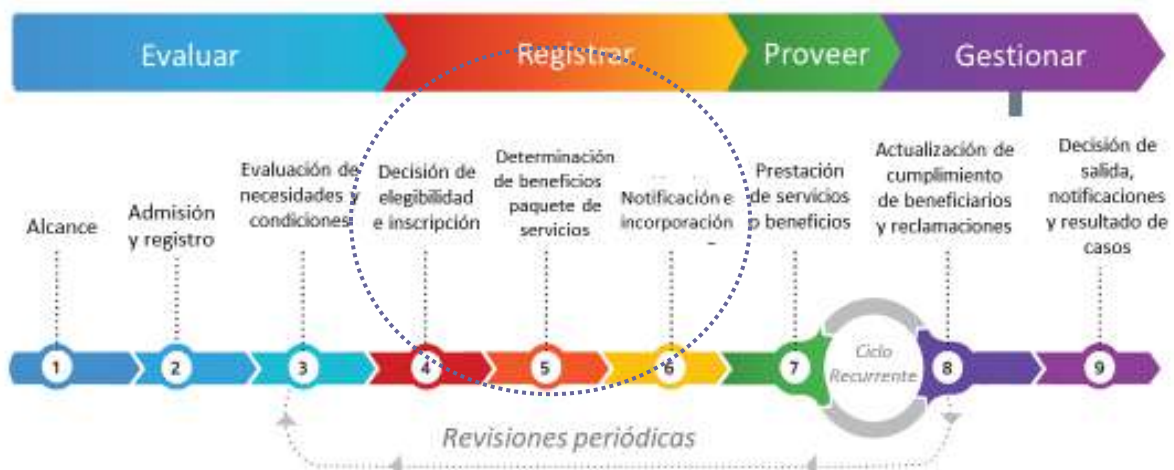 Evaluar
Registrar
Proveer
Gestionar
Alcance
Admisión
y registro
Evaluación de
necesidades y
condiciones
Decisión de
elegibilidad
e inscripción
Determinación
de beneficios
paquete de
servicios
Notificación e
incorporación
Prestación
de servicios
o beneficios
Actualización de
cumplimiento
de beneficiarios
y reclamaciones
Decisión de
salida,
notificaciones
y resultado de
casos
1
2
3
4
5
6
7
Ciclo
Recurrente
8
9
Revisiones periódicas